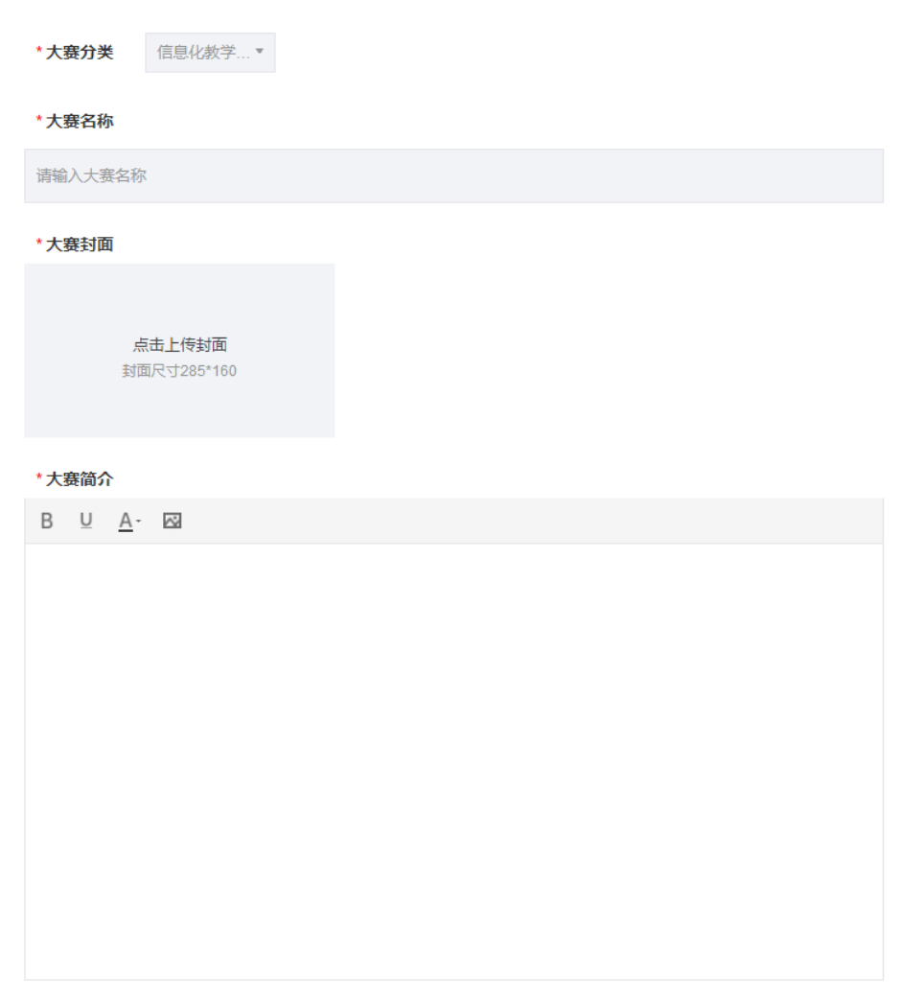 *大赛分类 信息化教学...
*大赛名称
请输入大赛名称
*大赛封面
点击上传封面
封面尺寸285*160
*大赛简介
B U A